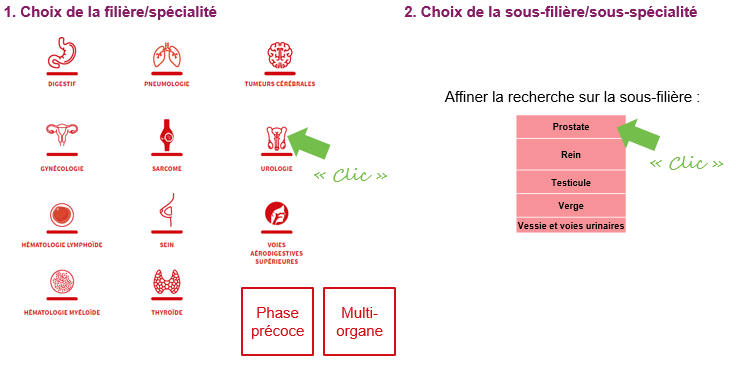 1. Choix de la filière/spécialité
DIGESTIF
PNEUMOLOGIE
TUMEURS CÉRÉBRALES
GYNÉCOLOGIE
SARCOME
UROLOGIE
« Clic »
HÉMATOLOGIE LYMPHOÏDE
SEIN
VOIES
AÉRODIGESTIVES
SUPÉRIEURES
HÉMATOLOGIE MYÉLOÏDE
THYROÏDE
Phase
précoce
Multi-
organe
2. Choix de la sous-filière/sous-spécialité
Affiner la recherche sur la sous-filière :
Prostate
Rein
« Clic »
Testicule
Verge
Vessie et voies urinaires